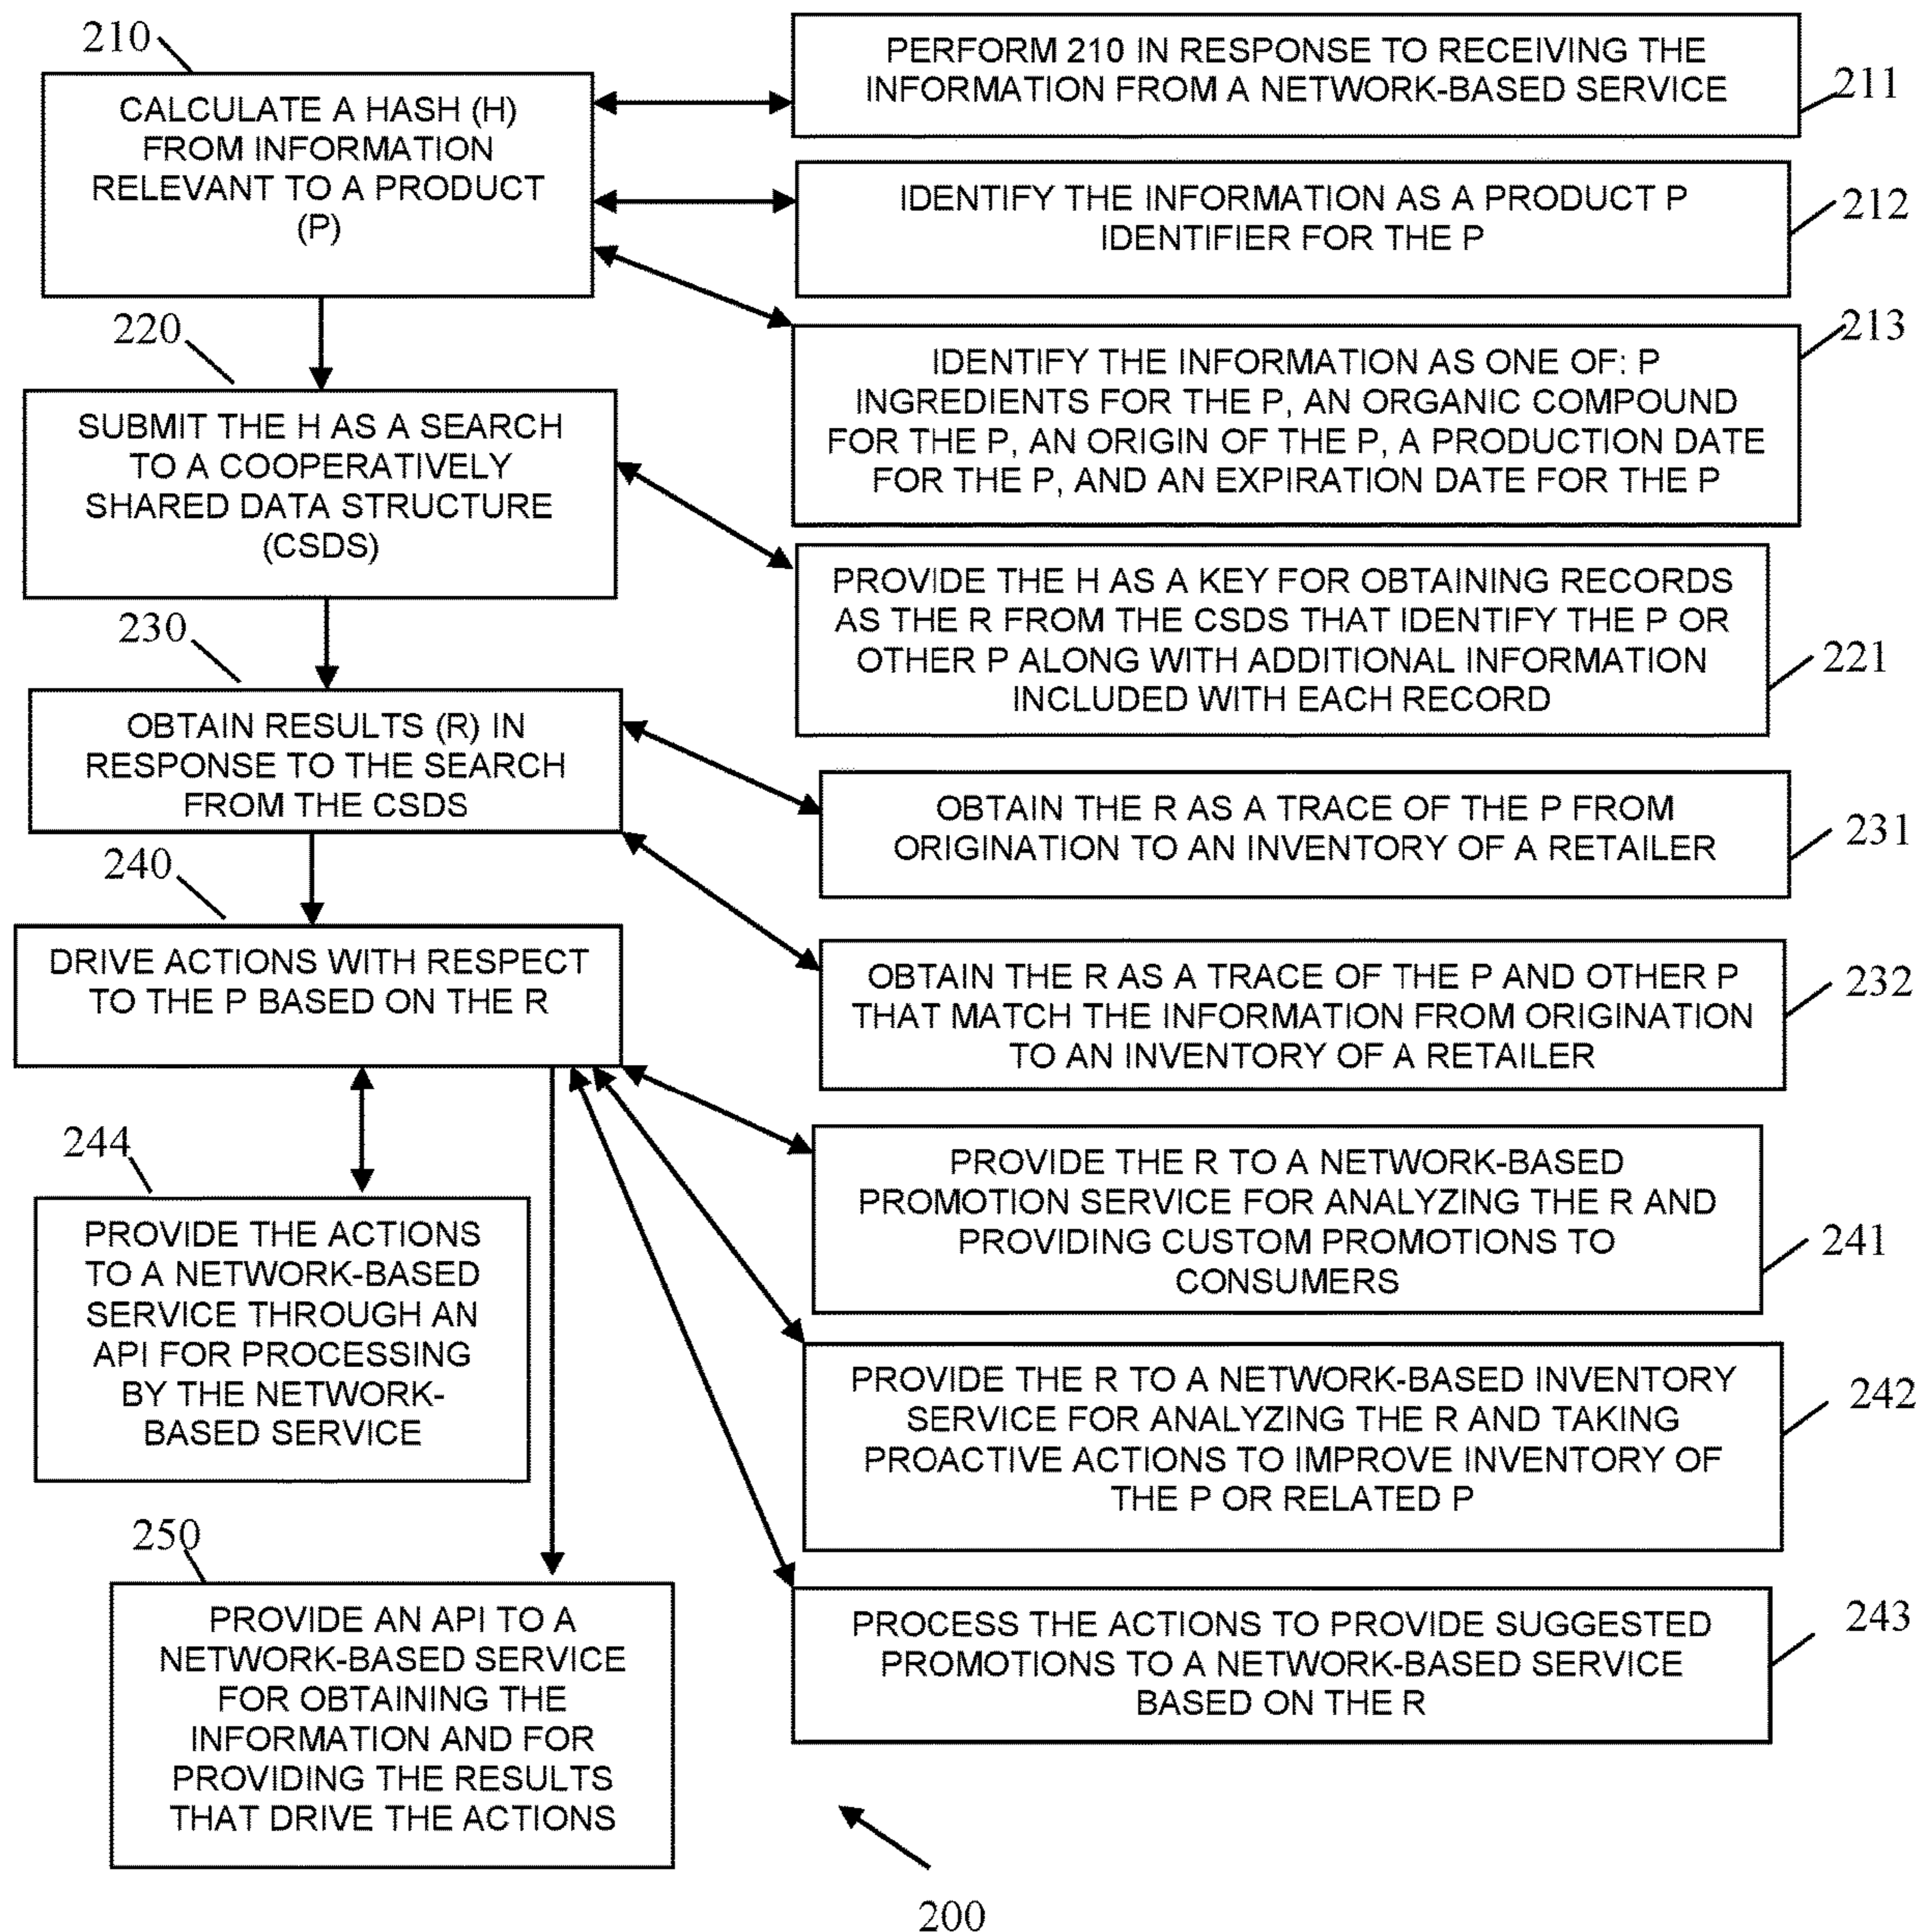 210
CALCULATE A HASH (H)
FROM INFORMATION
RELEVANT TO A PRODUCT
(P)
PERFORM 210 IN RESPONSE TO RECEIVING THE
INFORMATION FROM A NETWORK-BASED SERVICE
211
IDENTIFY THE INFORMATION AS A PRODUCT P
IDENTIFIER FOR THE P
212
IDENTIFY THE INFORMATION AS ONE OF: P
INGREDIENTS FOR THE P, AN ORGANIC COMPOUND
FOR THE P, AN ORIGIN OF THE P, A PRODUCTION DATE
FOR THE P, AND AN EXPIRATION DATE FOR THE P
213
220
SUBMIT THE H AS A SEARCH
TO A COOPERATIVELY
SHARED DATA STRUCTURE
(CSDS)
PROVIDE THE H AS A KEY FOR OBTAINING RECORDS
AS THE R FROM THE CSDS THAT IDENTIFY THE P OR
OTHER P ALONG WITH ADDITIONAL INFORMATION
INCLUDED WITH EACH RECORD
221
230
OBTAIN RESULTS (R) IN
RESPONSE TO THE SEARCH
FROM THE CSDS
OBTAIN THE R AS A TRACE OF THE P FROM
ORIGINATION TO AN INVENTORY OF A RETAILER
231
OBTAIN THE R AS A TRACE OF THE P AND OTHER P
THAT MATCH THE INFORMATION FROM ORIGINATION
TO AN INVENTORY OF A RETAILER
232
240
DRIVE ACTIONS WITH RESPECT
TO THE P BASED ON THE R
PROVIDE THE R TO A NETWORK-BASED
PROMOTION SERVICE FOR ANALYZING THE R AND
PROVIDING CUSTOM PROMOTIONS TO
CONSUMERS
241
PROVIDE THE R TO A NETWORK-BASED INVENTORY
SERVICE FOR ANALYZING THE R AND TAKING
PROACTIVE ACTIONS TO IMPROVE INVENTORY OF
THE P OR RELATED P
242
PROCESS THE ACTIONS TO PROVIDE SUGGESTED
PROMOTIONS TO A NETWORK-BASED SERVICE
BASED ON THE R
243
244
PROVIDE THE ACTIONS
TO A NETWORK-BASED
SERVICE THROUGH AN
API FOR PROCESSING
BY THE NETWORK-
BASED SERVICE
250
PROVIDE AN API TO A
NETWORK-BASED SERVICE
FOR OBTAINING THE
INFORMATION AND FOR
PROVIDING THE RESULTS
THAT DRIVE THE ACTIONS
200